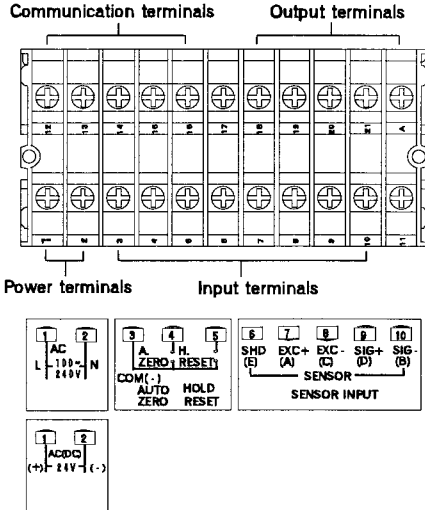 Communication terminals
Output terminals
12 13 14 15 16 17 18 19 20 21 A
1 2 3 4 5 6 7 8 9 10 11
Power terminals
Input terminals
1 2
AC
L 100~ N
240V
3 4 5
A. H.
ZERO RESET
COM(-)
AUTO HOLD
ZERO RESET
6 7 8 9 10
SHD EXC+ EXC- SIG+ SIG-
(E) (A) (C) (D) (B)
SENSOR
SENSOR INPUT
1 2
AC(DC)
(+) 24V (-)